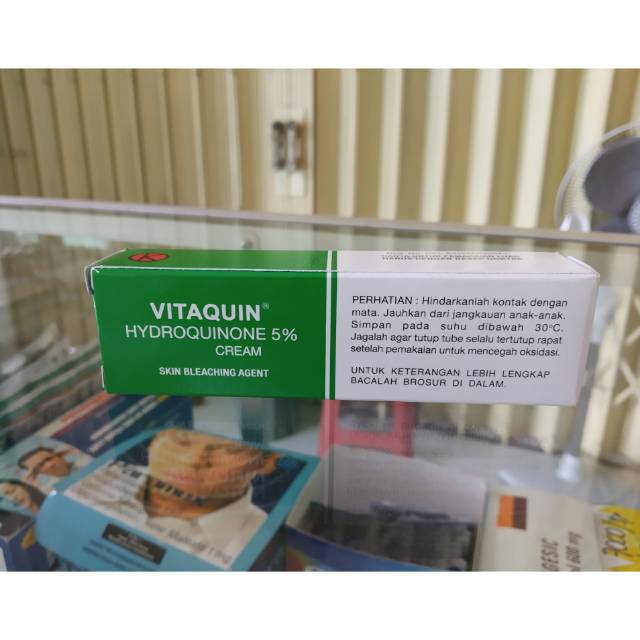 VITAQUIN®
HYDROQUINONE 5%
CREAM
SKIN BLEACHING AGENT
PERHATIAN : Hindarkanlah kontak dengan
mata. Jauhkan dari jangkauan anak-anak.
Simpan pada suhu dibawah 30°C.
Jagalah agar tutup tube selalu tertutup rapat
setelah pemakaian untuk mencegah oksidasi.
UNTUK KETERANGAN LEBIH LENGKAP
BACALAH BROSUR DI DALAM.